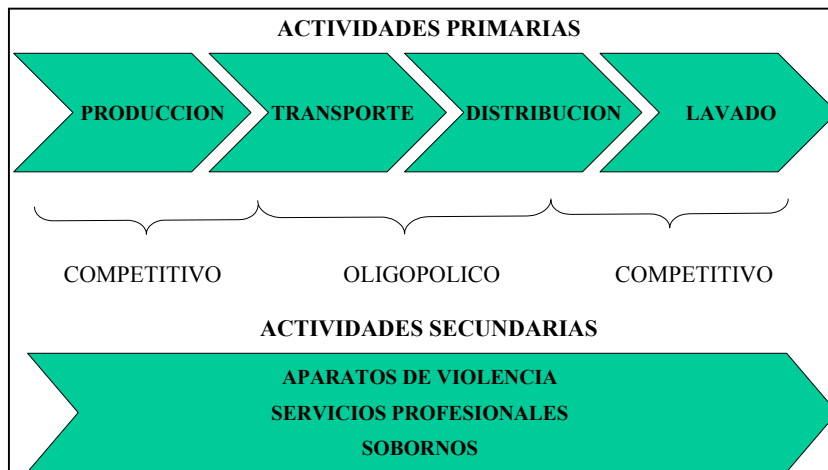 ACTIVIDADES PRIMARIAS
PRODUCCION TRANSPORTE DISTRIBUCION LAVADO
COMPETITIVO OLIGOPOLICO COMPETITIVO
ACTIVIDADES SECUNDARIAS
APARATOS DE VIOLENCIA
SERVICIOS PROFESIONALES
SOBORNOS